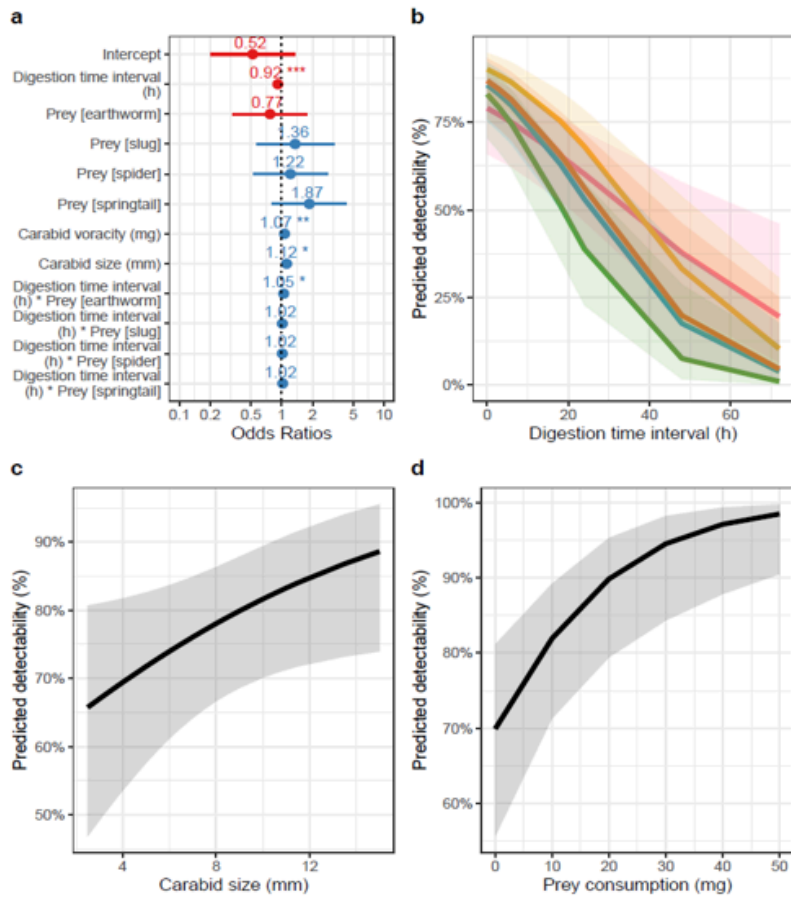 a
Intercept
Digestion time interval
(h)
Prey [earthworm]
Prey [slug]
Prey [spider]
Prey [springtail]
Carabid voracity (mg)
Carabid size (mm)
Digestion time interval
(h) * Prey [earthworm]
Digestion time interval
(h) * Prey [slug]
Digestion time interval
(h) * Prey [spider]
Digestion time interval
(h) * Prey [springtail]
0.52
0.92 ***
0.77
1.36
1.22
1.87
1.07 **
1.12 *
1.05 *
1.02
1.02
1.02
0.1 0.2 0.5 1 2 5 10
Odds Ratios
b
Predicted detectability (%)
75%
50%
25%
0%
0 20 40 60
Digestion time interval (h)
c
Predicted detectability (%)
90%
80%
70%
60%
50%
4 8 12
Carabid size (mm)
d
Predicted detectability (%)
100%
90%
80%
70%
60%
0 10 20 30 40 50
Prey consumption (mg)